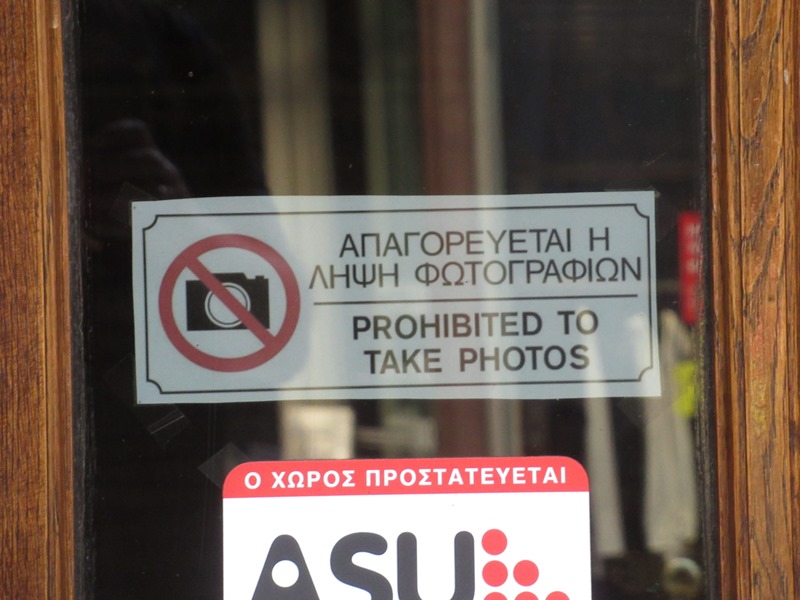 ΑΠΑΓΟΡΕΥΕΤΑΙ Η
ΛΗΨΗ ΦΩΤΟΓΡΑΦΙΩΝ
PROHIBITED TO
TAKE PHOTOS
Ο ΧΩΡΟΣ ΠΡΟΣΤΑΤΕΥΕΤΑΙ
ASU